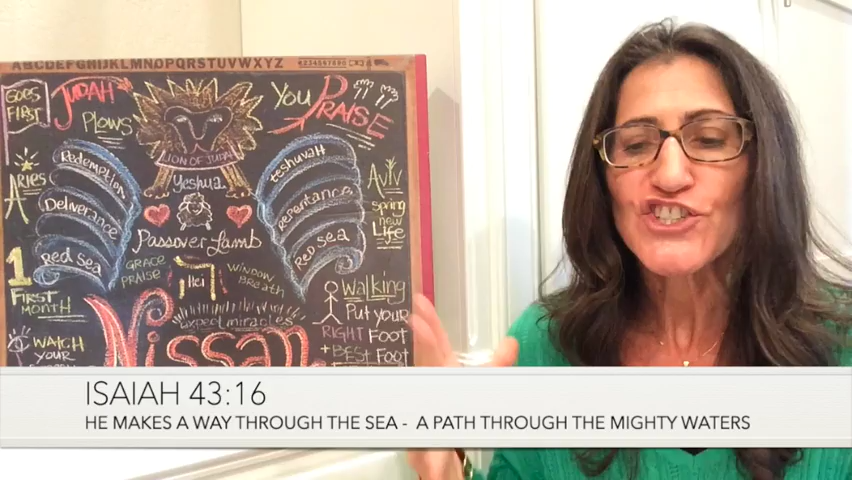 ABCDEFGHIJKLMNOPQRSTUVWXYZ 1234567890
GOES
FIRST
JUDAH
PLOWS
YOU PRAISE
LION OF JUDAH
Yeshua
Redemption
Deliverance
Red Sea
teshuvah
Repentance
Red sea
Aries
AVIV
spring
new
Life
Passover Lamb
GRACE
PRAISE
Hei
WINDOW
BREATH
1
FIRST
MONTH
expect miracles
Walking
Put your
RIGHT Foot
+ BEST Foot
WATCH
YOUR
Nissan
ISAIAH 43:16
HE MAKES A WAY THROUGH THE SEA - A PATH THROUGH THE MIGHTY WATERS